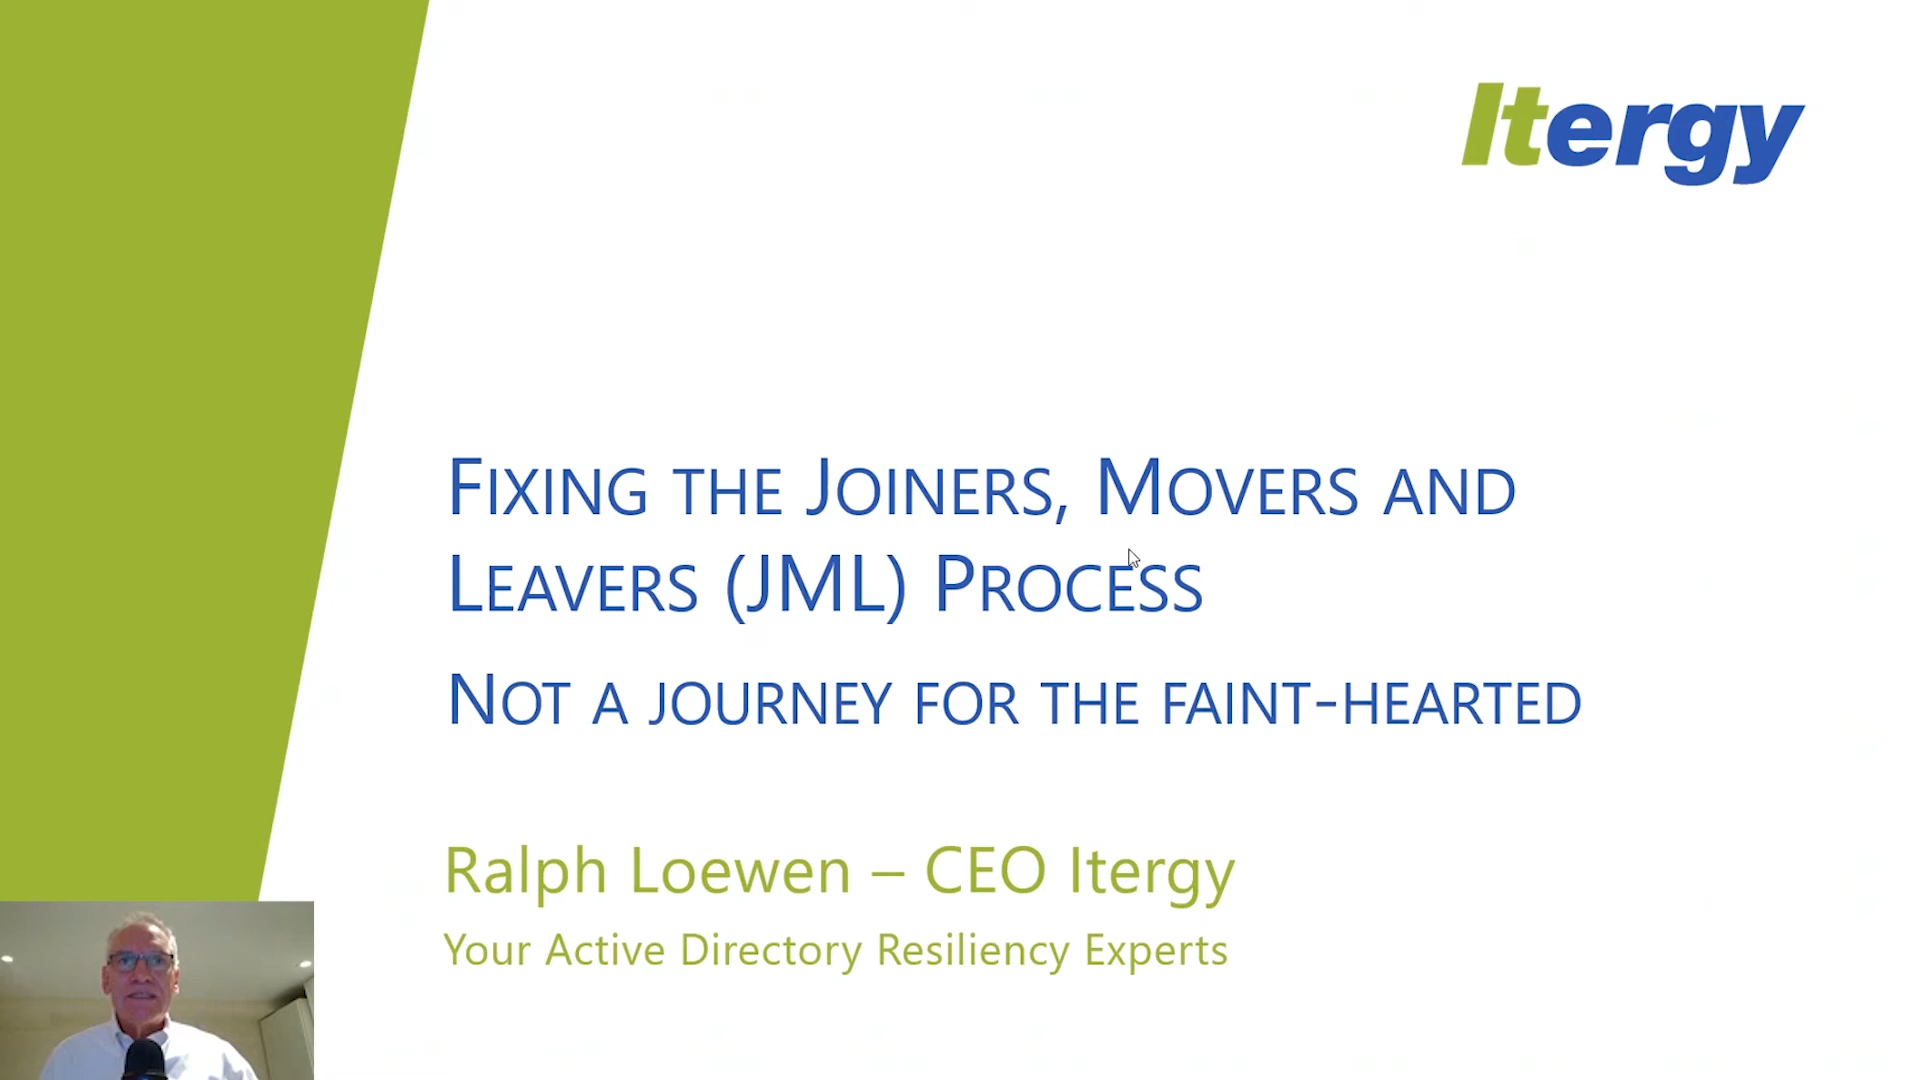 Itergy
Fixing the Joiners, Movers and
Leavers (JML) Process
Not a journey for the faint-hearted
Ralph Loewen – CEO Itergy
Your Active Directory Resiliency Experts